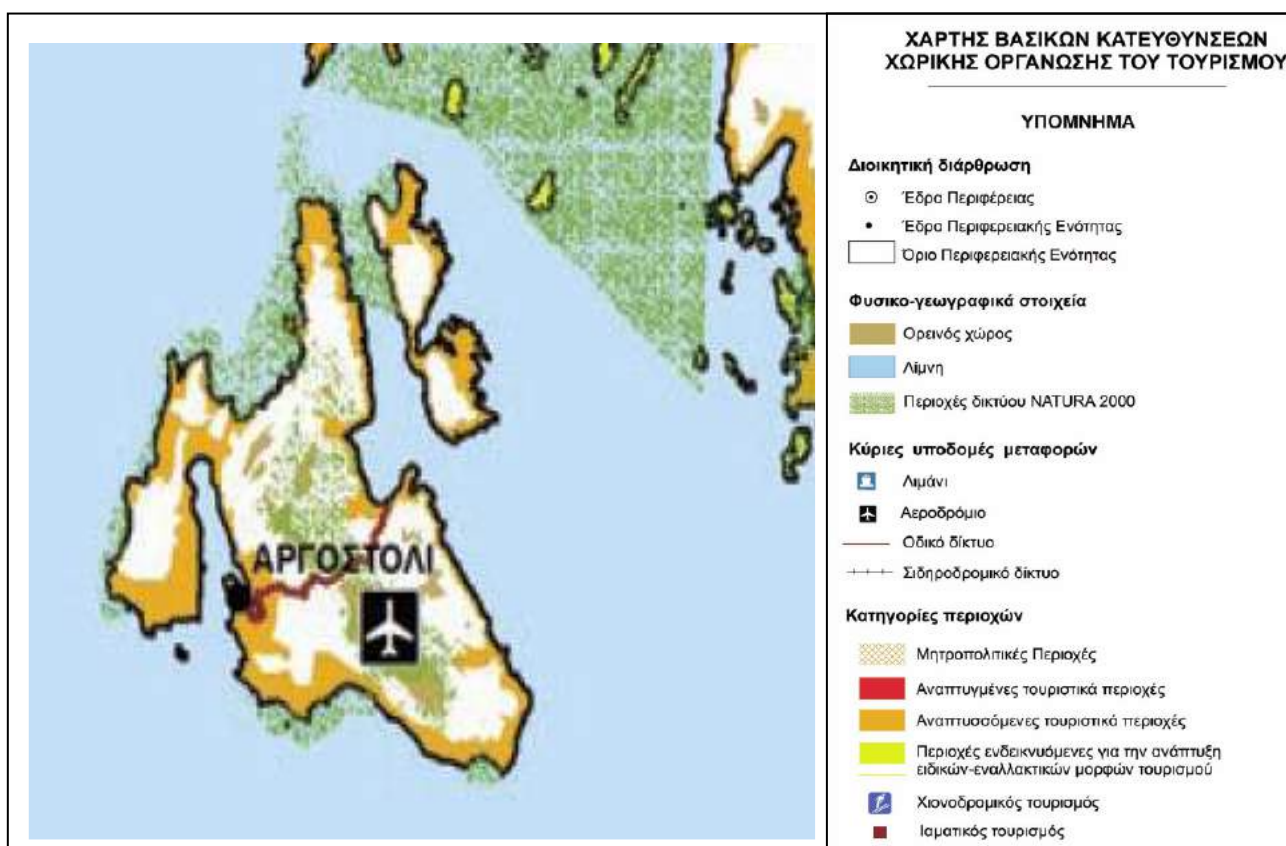 ΑΡΓΟΣΤΟΛΙ
ΧΑΡΤΗΣ ΒΑΣΙΚΩΝ ΚΑΤΕΥΘΥΝΣΕΩΝ
ΧΩΡΙΚΗΣ ΟΡΓΑΝΩΣΗΣ ΤΟΥ ΤΟΥΡΙΣΜΟΥ
ΥΠΟΜΝΗΜΑ
Διοικητική διάρθρωση
Έδρα Περιφέρειας
Έδρα Περιφερειακής Ενότητας
Όριο Περιφερειακής Ενότητας
Φυσικο-γεωγραφικά στοιχεία
Ορεινός χώρος
Λίμνη
Περιοχές δικτύου NATURA 2000
Κύριες υποδομές μεταφορών
Λιμάνι
Αεροδρόμιο
Οδικό δίκτυο
Σιδηροδρομικό δίκτυο
Κατηγορίες περιοχών
Μητροπολιτικές Περιοχές
Αναπτυγμένες τουριστικά περιοχές
Αναπτυσσόμενες τουριστικά περιοχές
Περιοχές ενδεικνυόμενες για την ανάπτυξη
ειδικών-εναλλακτικών μορφών τουρισμού
Χιονοδρομικός τουρισμός
Ιαματικός τουρισμός